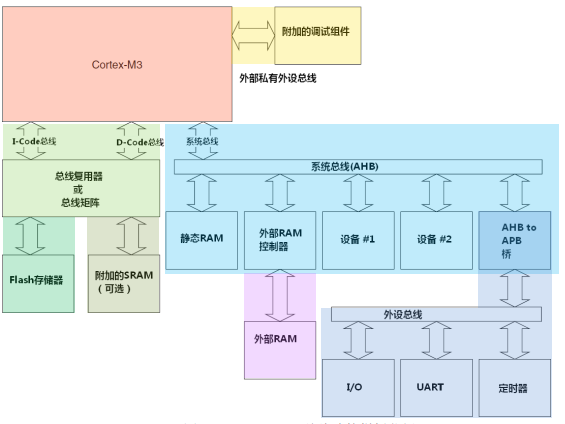 Cortex-M3
附加的调试组件
外部私有外设总线
I-Code总线
D-Code总线
系统总线
总线复用器
或
总线矩阵
系统总线(AHB)
Flash存储器
附加的SRAM
(可选)
静态RAM
外部RAM
控制器
设备 #1
设备 #2
AHB to
APB
桥
外部RAM
外设总线
I/O
UART
定时器